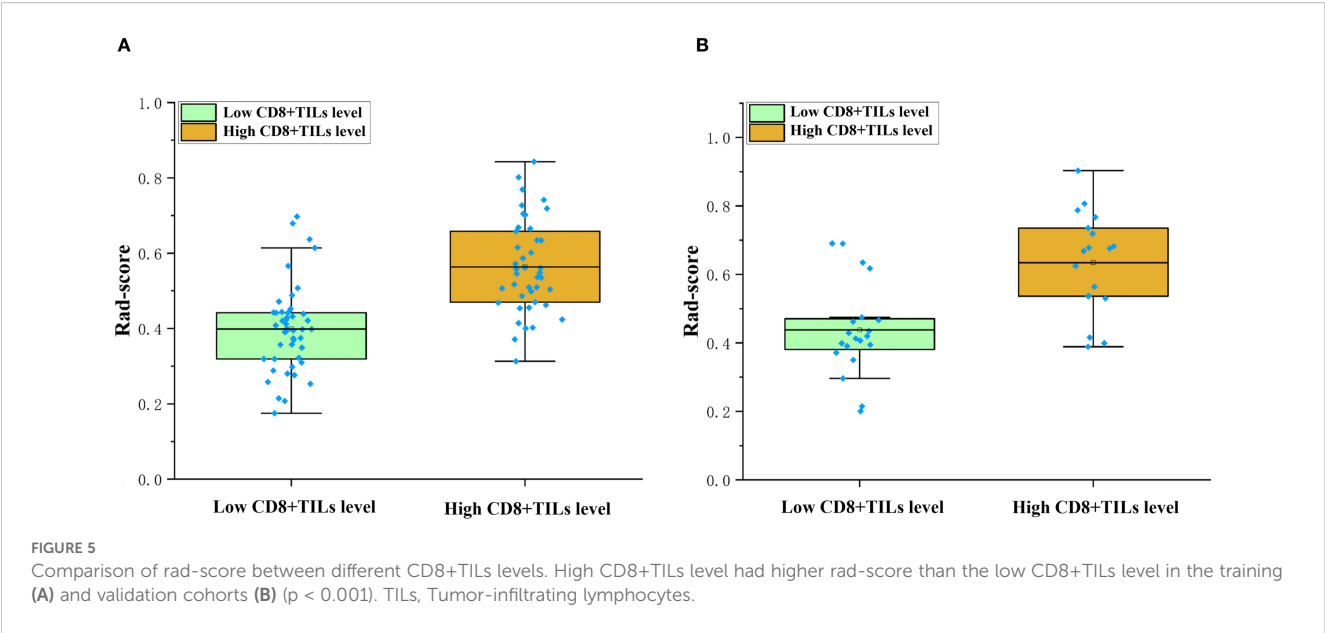 A
B
1.0
0.8
0.6
0.4
0.2
0.0
Rad-score
Low CD8+TILs level
High CD8+TILs level
Low CD8+TILs level
High CD8+TILs level
1.0
0.8
0.6
0.4
0.2
0.0
Rad-score
Low CD8+TILs level
High CD8+TILs level
Low CD8+TILs level
High CD8+TILs level
FIGURE 5
Comparison of rad-score between different CD8+TILs levels. High CD8+TILs level had higher rad-score than the low CD8+TILs level in the training
(A) and validation cohorts (B) (p < 0.001). TILs, Tumor-infiltrating lymphocytes.